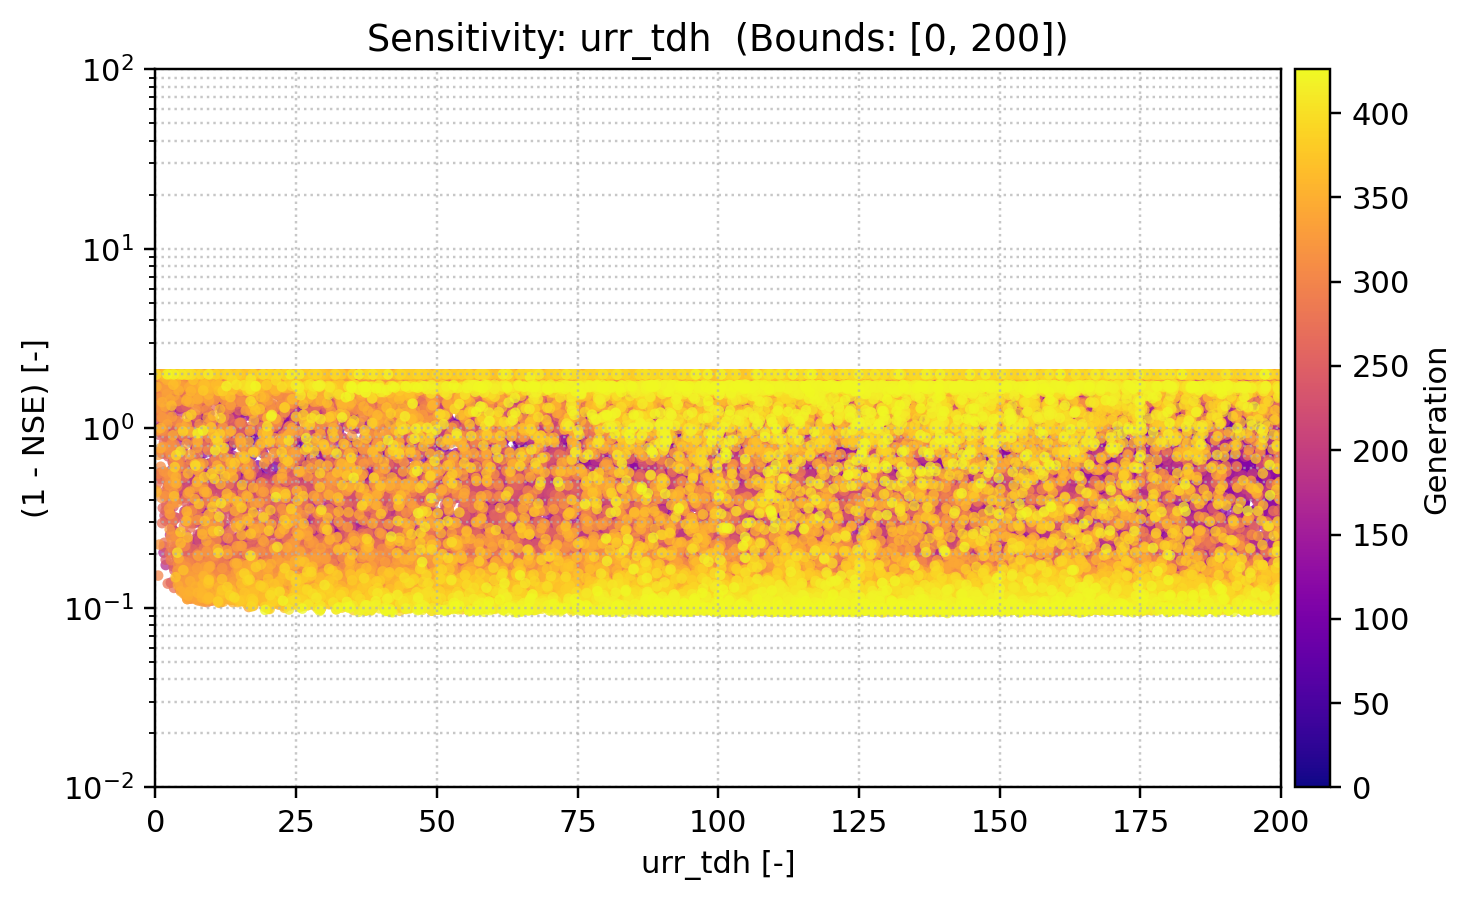 Sensitivity: urr_tdh  (Bounds: [0, 200])
10²
10¹
10⁰
10⁻¹
10⁻²
(1 - NSE) [-]
0 25 50 75 100 125 150 175 200
urr_tdh [-]
400
350
300
250
200
150
100
50
0
Generation